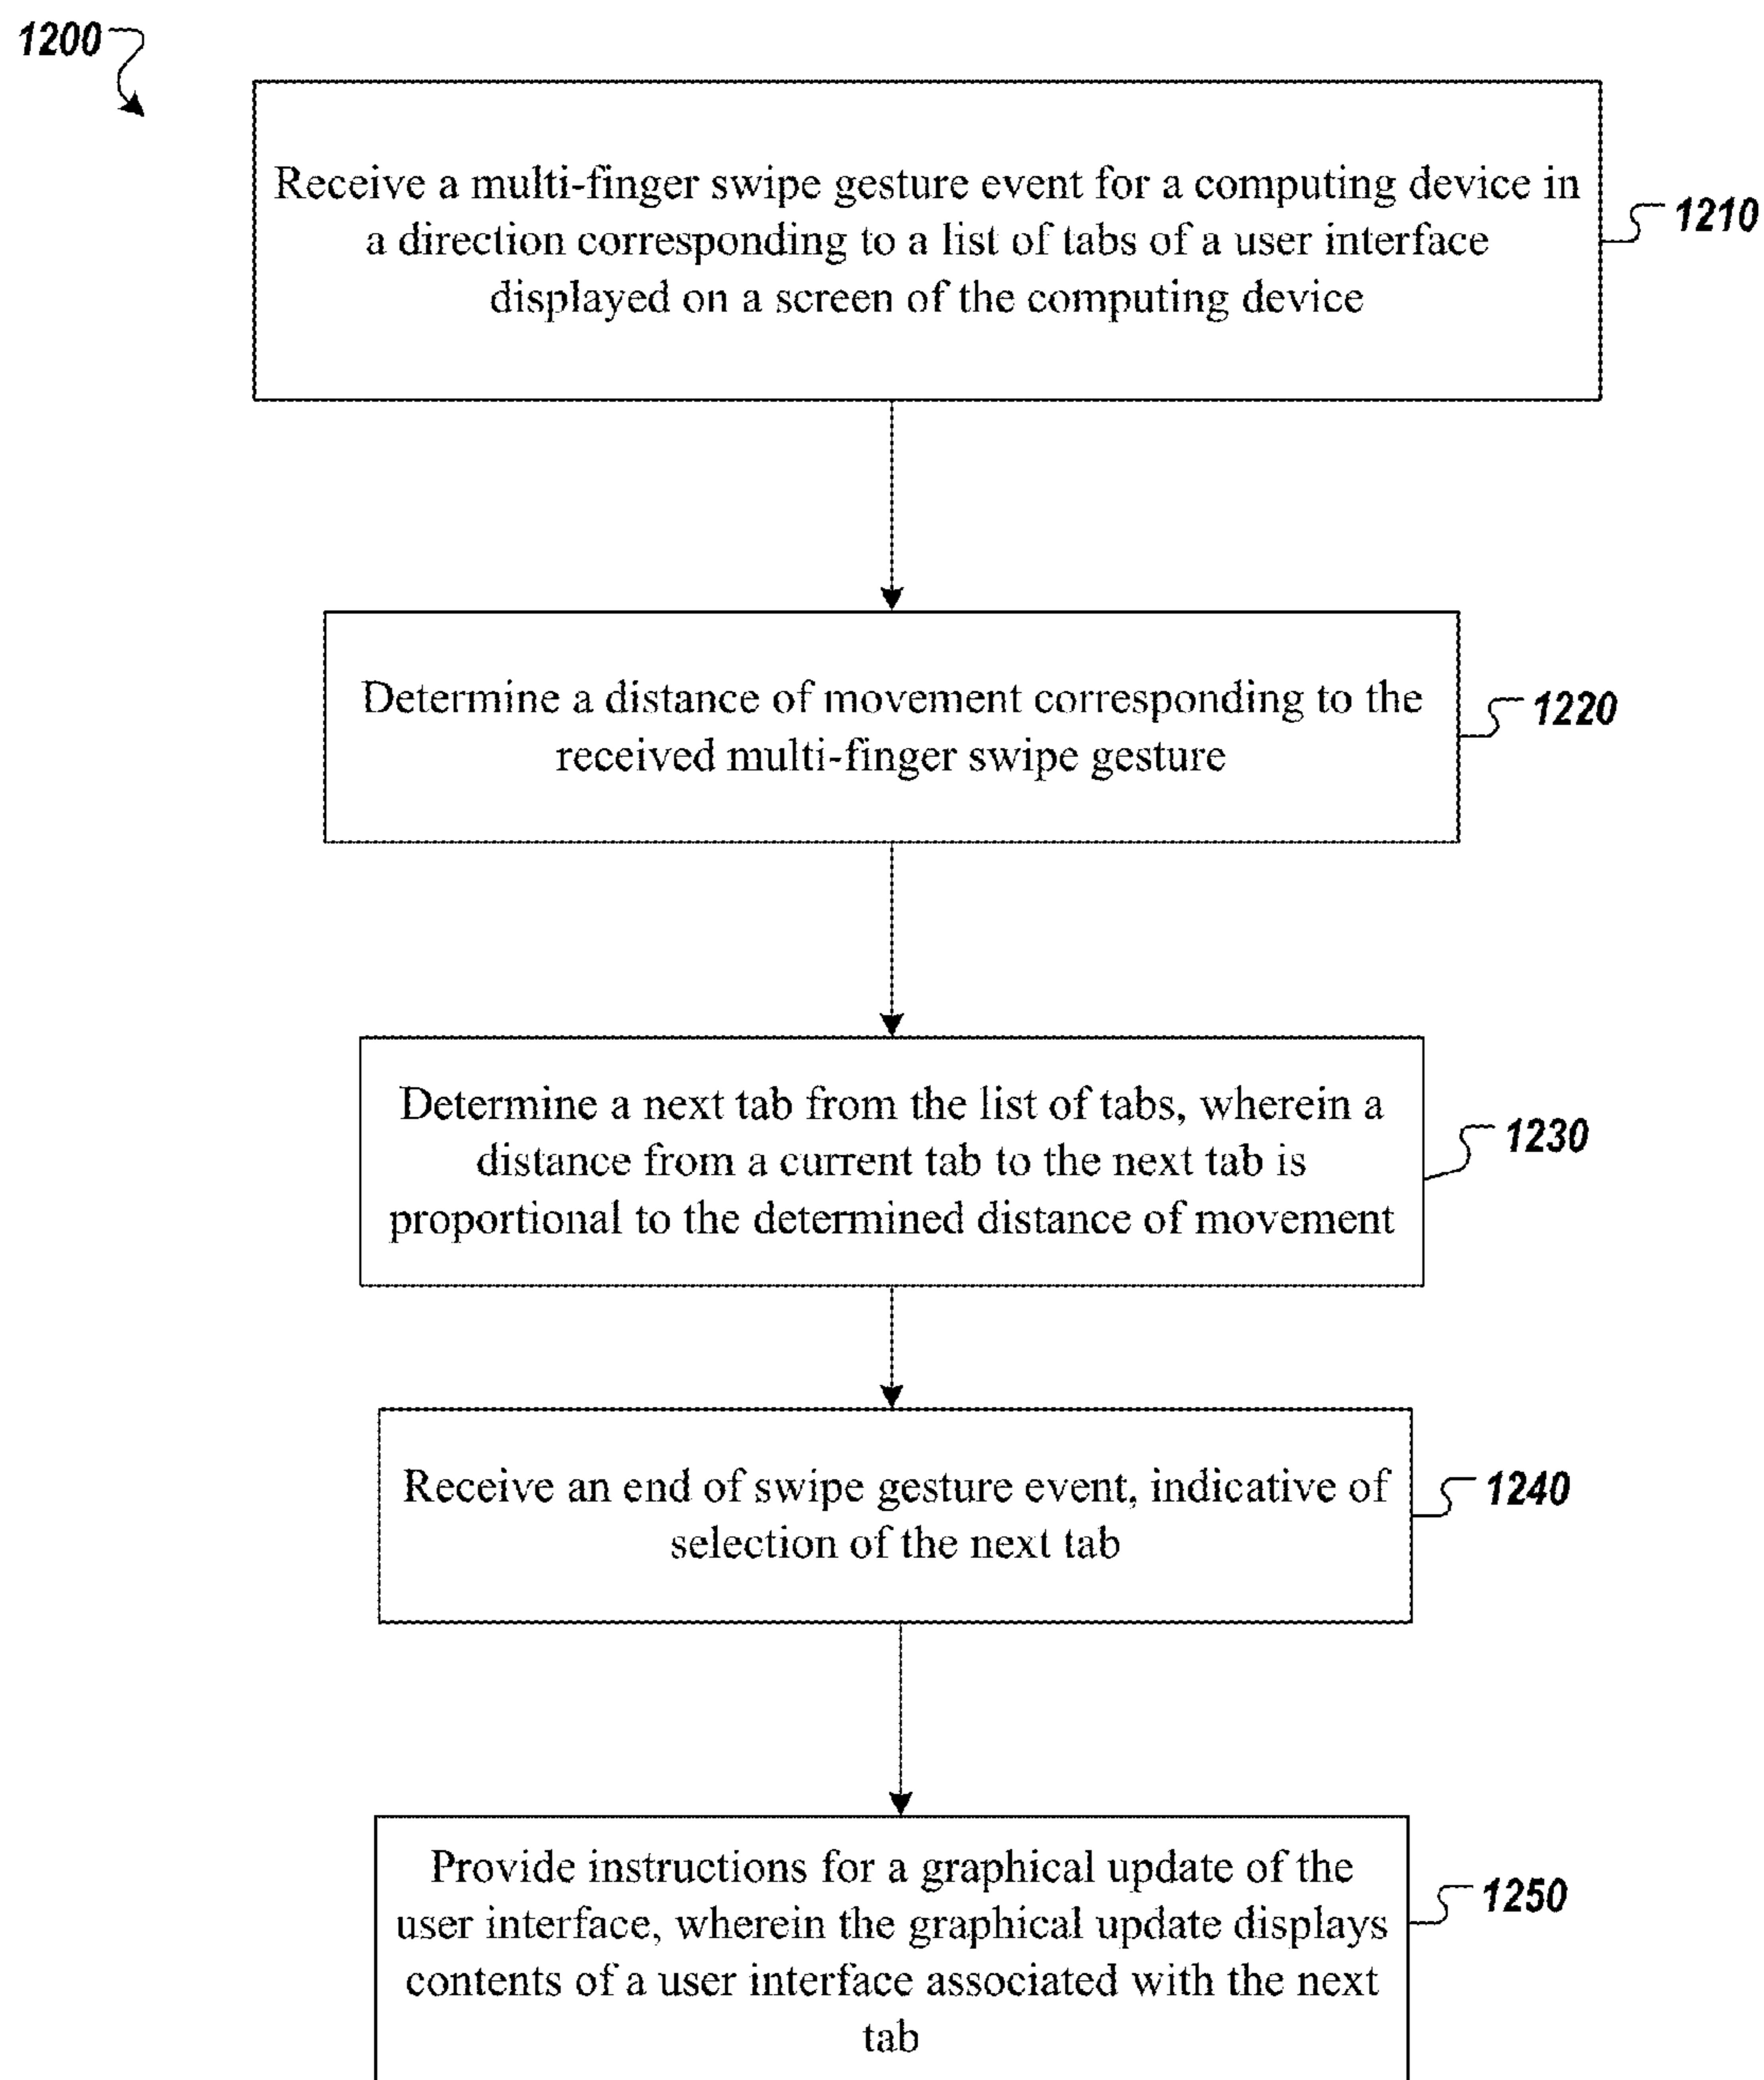 1200
Receive a multi-finger swipe gesture event for a computing device in
a direction corresponding to a list of tabs of a user interface
displayed on a screen of the computing device
1210
Determine a distance of movement corresponding to the
received multi-finger swipe gesture
1220
Determine a next tab from the list of tabs, wherein a
distance from a current tab to the next tab is
proportional to the determined distance of movement
1230
Receive an end of swipe gesture event, indicative of
selection of the next tab
1240
Provide instructions for a graphical update of the
user interface, wherein the graphical update displays
contents of a user interface associated with the next
tab
1250